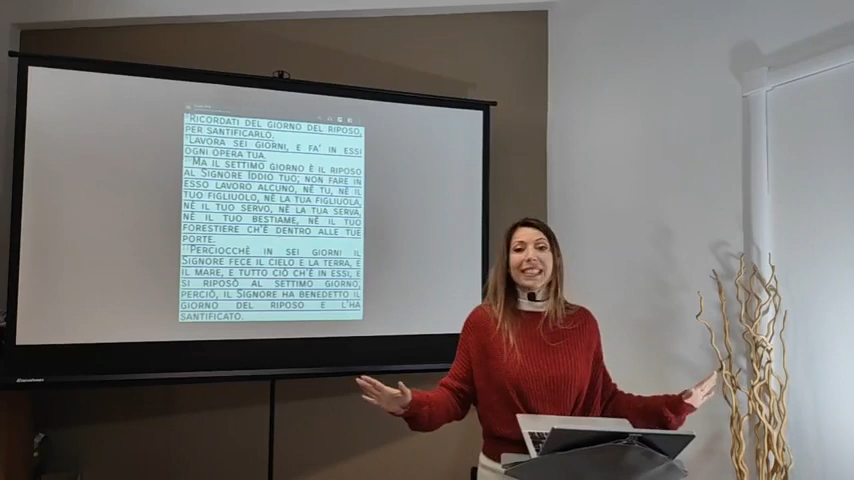 RICORDATI DEL GIORNO DEL RIPOSO,
PER SANTIFICARLO.
LAVORA SEI GIORNI, E FA' IN ESSI
OGNI OPERA TUA.
MA IL SETTIMO GIORNO È IL RIPOSO
AL SIGNORE IDDIO TUO; NON FARE IN
ESSO LAVORO ALCUNO, NÈ TU, NÈ IL
TUO FIGLIUOLO, NÈ LA TUA FIGLIUOLA,
NÈ IL TUO SERVO, NÈ LA TUA SERVA,
NÈ IL TUO BESTIAME, NÈ IL TUO
FORESTIERE CH'È DENTRO ALLE TUE
PORTE.
PERCIOCCHÈ IN SEI GIORNI IL
SIGNORE FECE IL CIELO E LA TERRA, E
IL MARE, E TUTTO CIÒ CH'È IN ESSI, E
SI RIPOSÒ AL SETTIMO GIORNO;
PERCIÒ, IL SIGNORE HA BENEDETTO IL
GIORNO DEL RIPOSO E L'HA
SANTIFICATO.